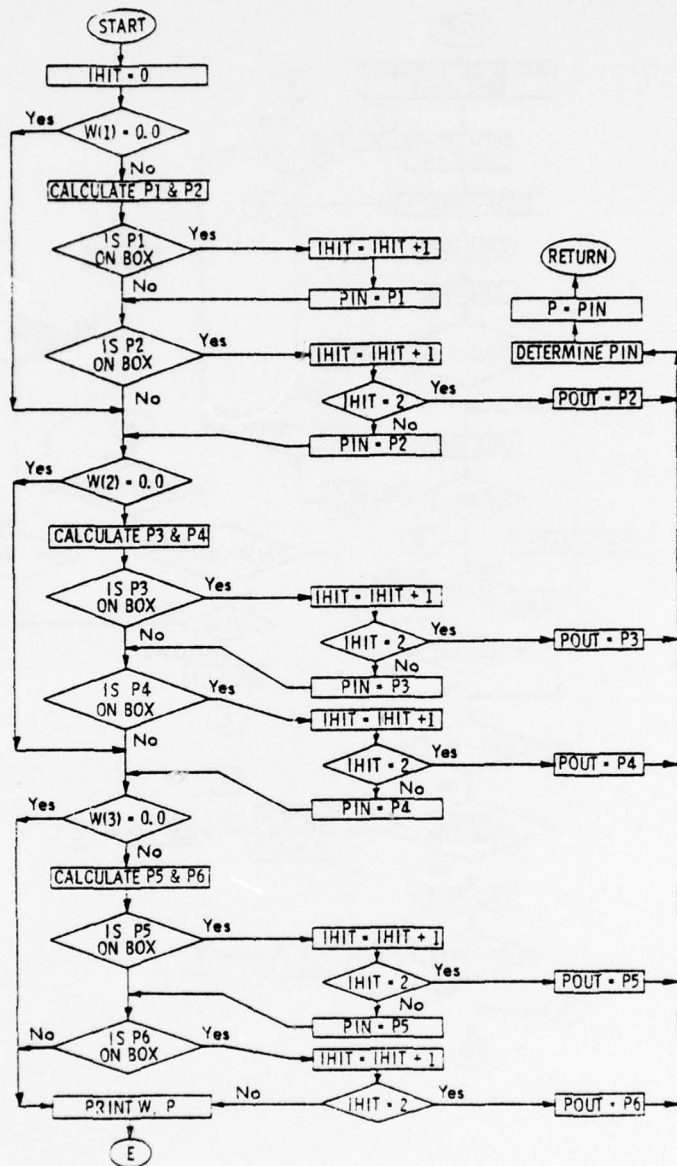 START
IHIT = 0
Yes
W(1) = 0.0
No
CALCULATE P1 & P2
IS P1
ON BOX
Yes
IHIT = IHIT +1
No
PIN = P1
RETURN
P = PIN
DETERMINE PIN
IS P2
ON BOX
Yes
IHIT = IHIT + 1
No
IHIT = 2
Yes
POUT = P2
No
PIN = P2
Yes
W(2) = 0.0
CALCULATE P3 & P4
IS P3
ON BOX
Yes
IHIT = IHIT + 1
No
IHIT = 2
Yes
POUT = P3
No
PIN = P3
IS P4
ON BOX
Yes
IHIT = IHIT +1
No
IHIT = 2
Yes
POUT = P4
No
PIN = P4
Yes
W(3) = 0.0
No
CALCULATE P5 & P6
IS P5
ON BOX
Yes
IHIT = IHIT + 1
IHIT = 2
Yes
POUT = P5
No
PIN = P5
No
IS P6
ON BOX
Yes
IHIT = IHIT + 1
PRINT W, P
No
IHIT = 2
Yes
POUT = P6
E